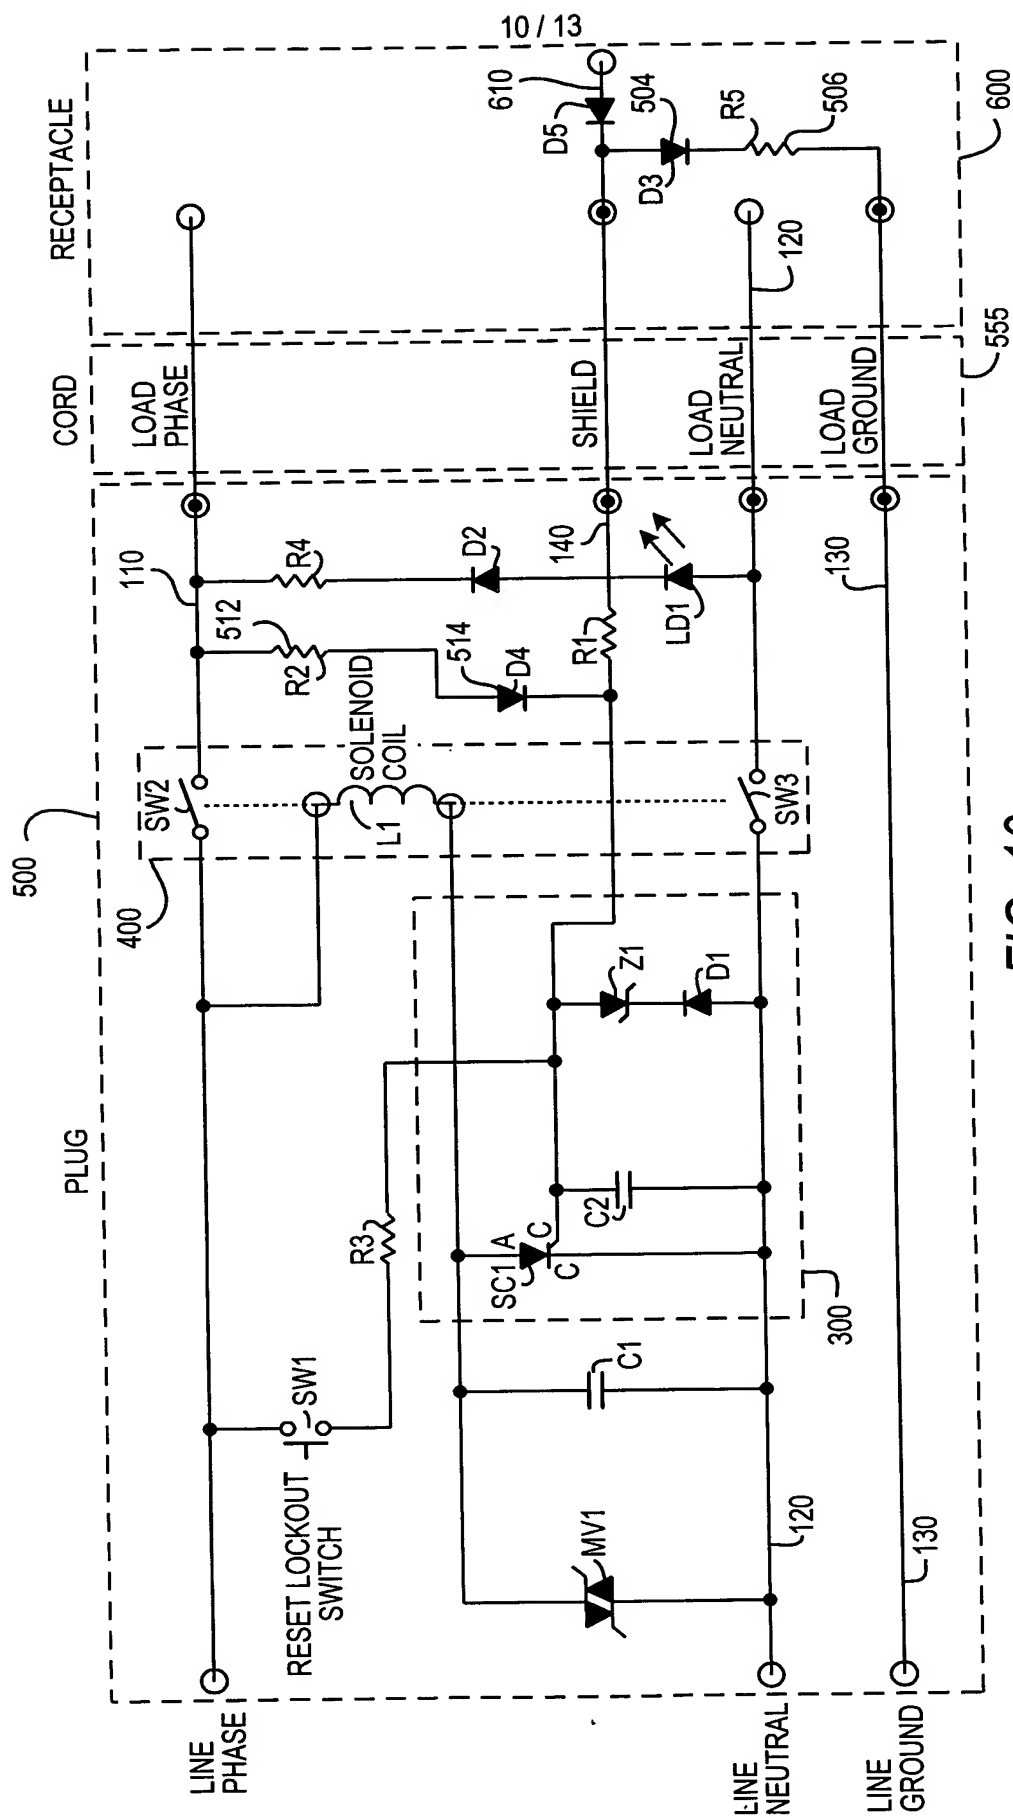 10 / 13
RECEPTACLE
CORD
PLUG
610
D5
504
D3
R5
506
600
120
555
LOAD
PHASE
SHIELD
LOAD
NEUTRAL
LOAD
GROUND
110
512
R4
R2
D2
514
D4
140
R1
LD1
130
500
400
SW2
SOLENOID
COIL
L1
SW3
Z1
D1
R3
SC1
A
C
C
C2
300
C1
SW1
RESET LOCKOUT
SWITCH
MV1
120
130
LINE
PHASE
LINE
NEUTRAL
LINE
GROUND